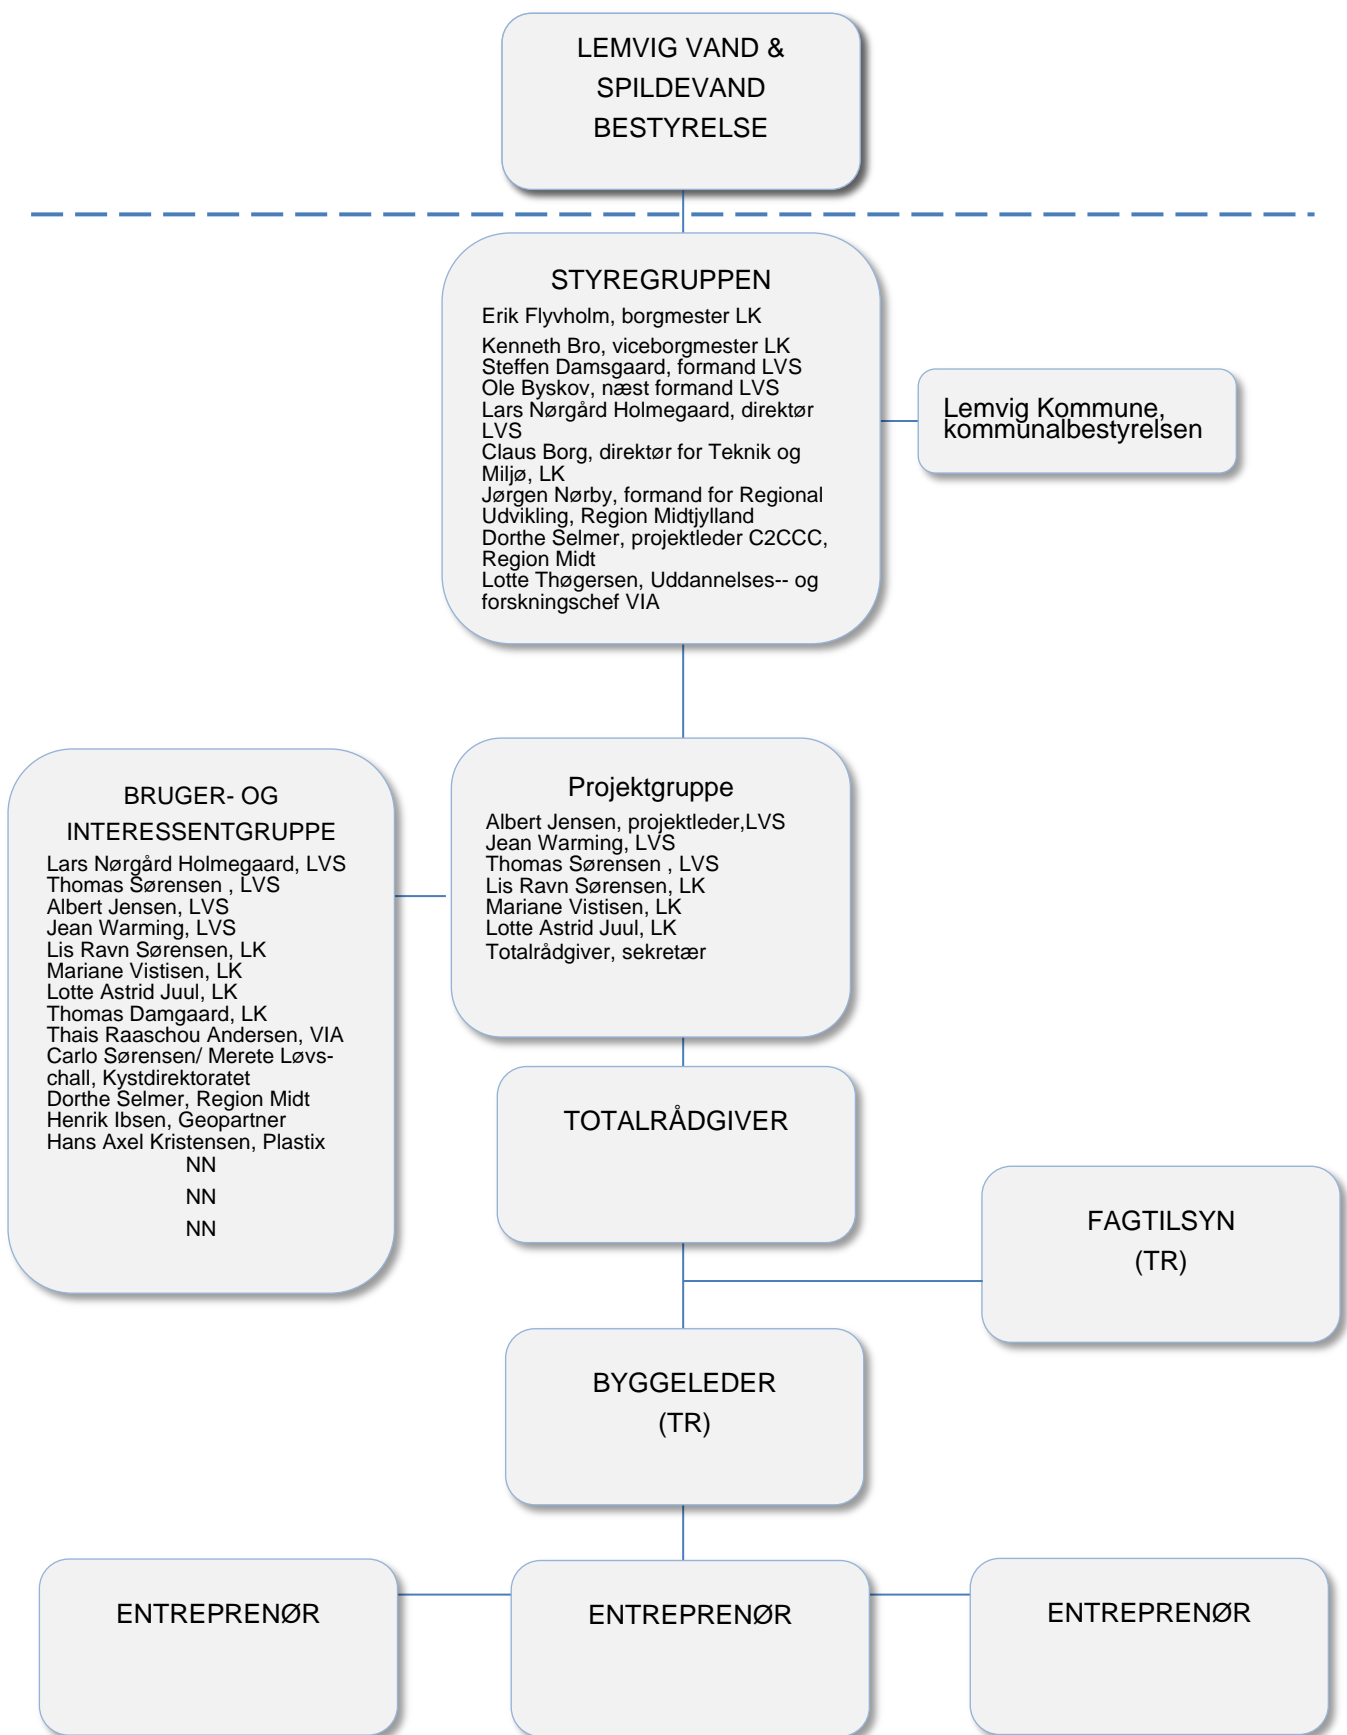 LEMVIG VAND &
SPILDEVAND
BESTYRELSE
STYREGRUPPEN
Erik Flyvholm, borgmester LK
Kenneth Bro, viceborgmester LK
Steffen Damsgaard, formand LVS
Ole Byskov, næst formand LVS
Lars Nørgård Holmegaard, direktør
LVS
Claus Borg, direktør for Teknik og
Miljø, LK
Jørgen Nørby, formand for Regional
Udvikling, Region Midtjylland
Dorthe Selmer, projektleder C2CCC,
Region Midt
Lotte Thøgersen, Uddannelses-- og
forskningschef VIA
Lemvig Kommune,
kommunalbestyrelsen
BRUGER- OG
INTERESSENTGRUPPE
Lars Nørgård Holmegaard, LVS
Thomas Sørensen , LVS
Albert Jensen, LVS
Jean Warming, LVS
Lis Ravn Sørensen, LK
Mariane Vistisen, LK
Lotte Astrid Juul, LK
Thomas Damgaard, LK
Thais Raaschou Andersen, VIA
Carlo Sørensen/ Merete Løvs-
chall, Kystdirektoratet
Dorthe Selmer, Region Midt
Henrik Ibsen, Geopartner
Hans Axel Kristensen, Plastix
NN
NN
NN
Projektgruppe
Albert Jensen, projektleder,LVS
Jean Warming, LVS
Thomas Sørensen , LVS
Lis Ravn Sørensen, LK
Mariane Vistisen, LK
Lotte Astrid Juul, LK
Totalrådgiver, sekretær
TOTALRÅDGIVER
FAGTILSYN
(TR)
BYGGELEDER
(TR)
ENTREPRENØR
ENTREPRENØR
ENTREPRENØR